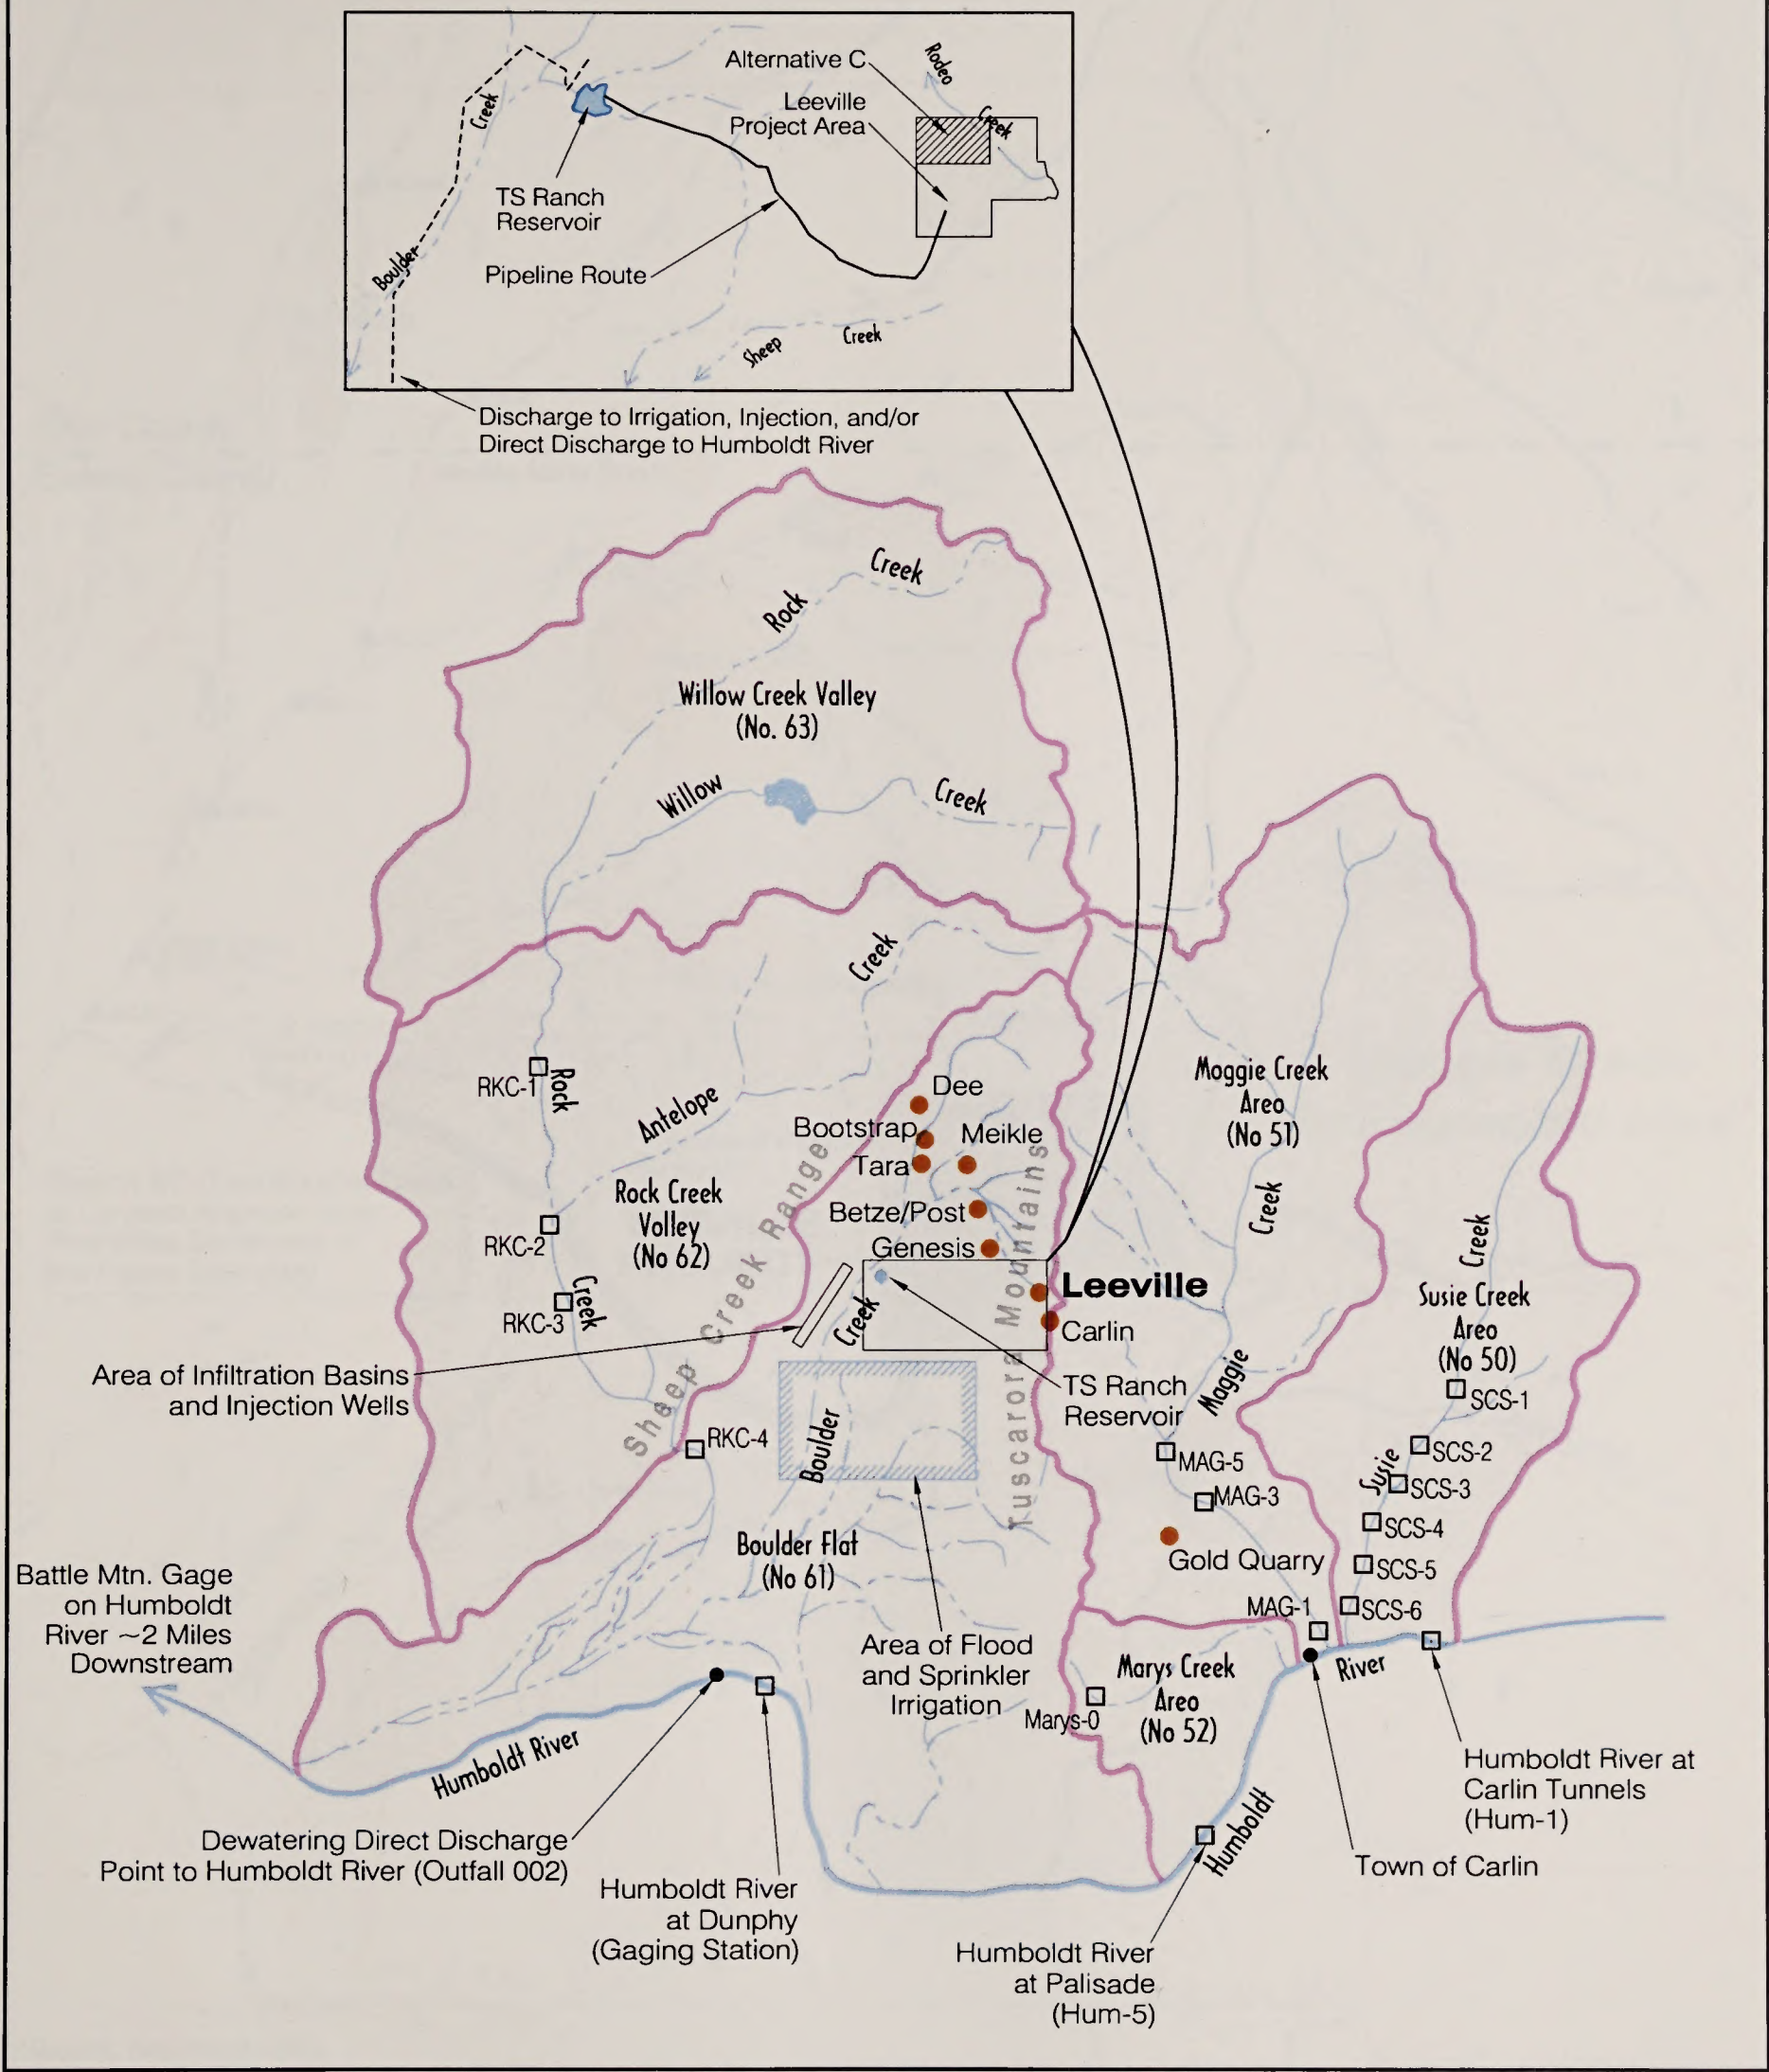 Alternative C
Rodeo
Creek
Leeville
Project Area
Creek
TS Ranch
Reservoir
Boulder
Pipeline Route
Sheep
Creek
Discharge to Irrigation, Injection, and/or
Direct Discharge to Humboldt River
Creek
Rock
Willow Creek Valley
(No. 63)
Willow
Creek
Creek
RKC-1
Rock
Antelope
Dee
Bootstrap
Meikle
Tara
Moggie Creek
Areo
(No 51)
Rock Creek
Volley
(No 62)
Betze/Post
Genesis
Creek
Creek
RKC-2
RKC-3
Creek
Sheep Creek Range
Tuscarora Mountains
Creek
Leeville
Carlin
Susie Creek
Areo
(No 50)
Area of Infiltration Basins
and Injection Wells
TS Ranch
Reservoir
Maggie
SCS-1
RKC-4
Boulder
MAG-5
MAG-3
Susie
SCS-2
SCS-3
SCS-4
Boulder Flat
(No 61)
Gold Quarry
SCS-5
MAG-1
SCS-6
Battle Mtn. Gage
on Humboldt
River ~2 Miles
Downstream
Area of Flood
and Sprinkler
Irrigation
Marys Creek
Areo
(No 52)
Marys-0
River
Humboldt River
Humboldt
Humboldt River at
Carlin Tunnels
(Hum-1)
Town of Carlin
Dewatering Direct Discharge
Point to Humboldt River (Outfall 002)
Humboldt River
at Dunphy
(Gaging Station)
Humboldt River
at Palisade
(Hum-5)